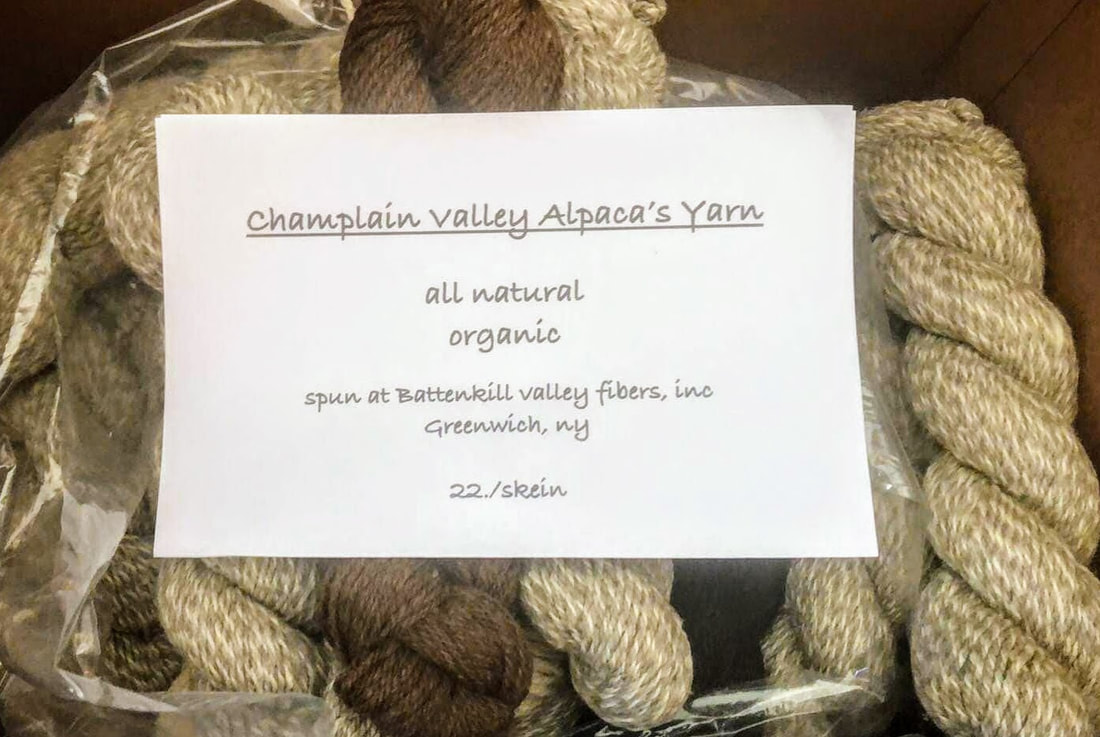 Champlain Valley Alpaca's Yarn
all natural
organic
spun at Battenkill valley fibers, inc
Greenwich, ny
22./skein